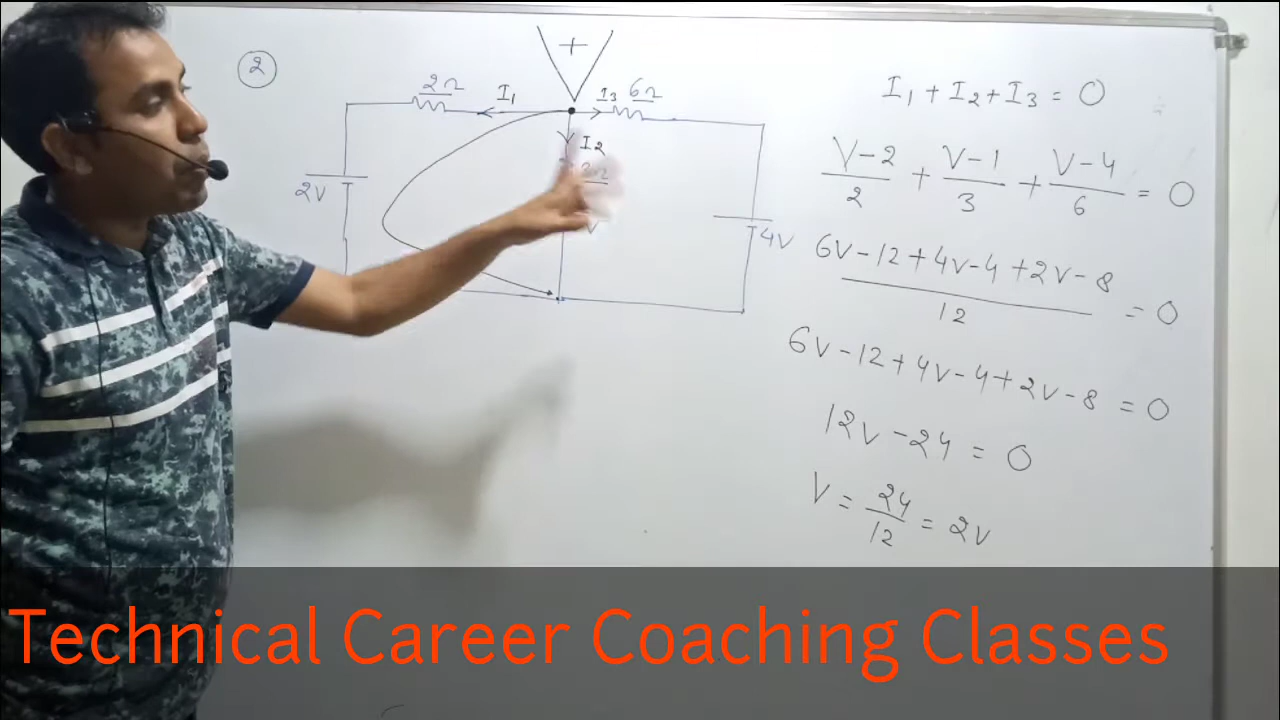 2
+
2Ω
I₁
I₃
6Ω
I₂
2V
4V
I₁ + I₂ + I₃ = 0
V-2/2 + V-1/3 + V-4/6 = 0
6V-12+4V-4+2V-8/12 = 0
6V-12+4V-4+2V-8 = 0
12V-24 = 0
V = 24/12 = 2V
Technical Career Coaching Classes